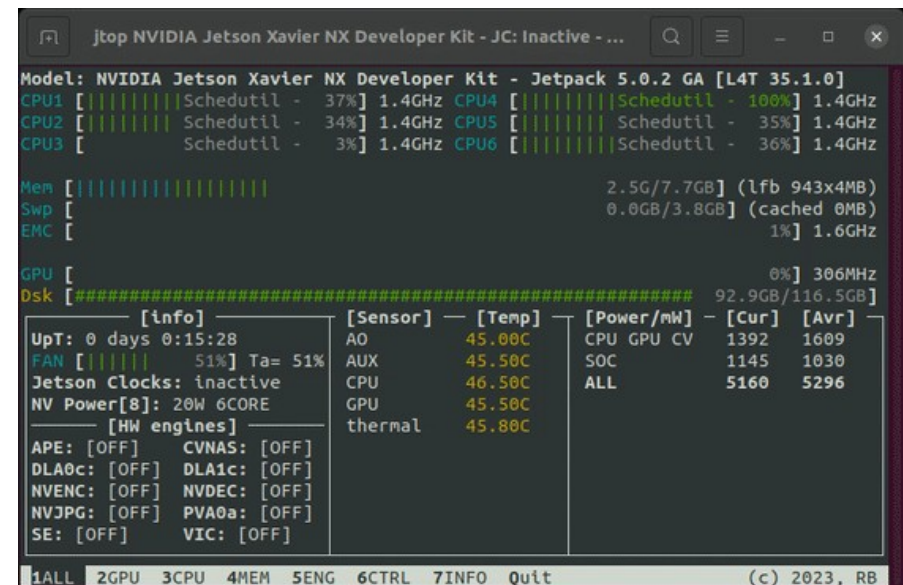 jtop NVIDIA Jetson Xavier NX Developer Kit - JC: Inactive - ...
Model: NVIDIA Jetson Xavier NX Developer Kit - Jetpack 5.0.2 GA [L4T 35.1.0]
CPU1 [|||||||||Schedutil - 37%] 1.4GHz CPU4 [|||||||||Schedutil - 100%] 1.4GHz
CPU2 [|||||||| Schedutil - 34%] 1.4GHz CPU5 [|||||||| Schedutil - 35%] 1.4GHz
CPU3 [ Schedutil - 3%] 1.4GHz CPU6 [|||||||||Schedutil - 36%] 1.4GHz
Mem [|||||||||||||||||| 2.5G/7.7GB] (lfb 943x4MB)
Swp [ 0.0GB/3.8GB] (cached 0MB)
EMC [ 1%] 1.6GHz
GPU [ 0%] 306MHz
Dsk [######################################################### 92.9GB/116.5GB]
[info] [Sensor] [Temp] [Power/mW] [Cur] [Avr]
UpT: 0 days 0:15:28 AO 45.00C CPU GPU CV 1392 1609
FAN [|||||| 51%] Ta= 51% AUX 45.50C SOC 1145 1030
Jetson Clocks: inactive CPU 46.50C ALL 5160 5296
NV Power[8]: 20W 6CORE GPU 45.50C
[HW engines] thermal 45.80C
APE: [OFF] CVNAS: [OFF]
DLA0c: [OFF] DLA1c: [OFF]
NVENC: [OFF] NVDEC: [OFF]
NVJPG: [OFF] PVA0a: [OFF]
SE: [OFF] VIC: [OFF]
1ALL 2GPU 3CPU 4MEM 5ENG 6CTRL 7INFO Quit (c) 2023, RB